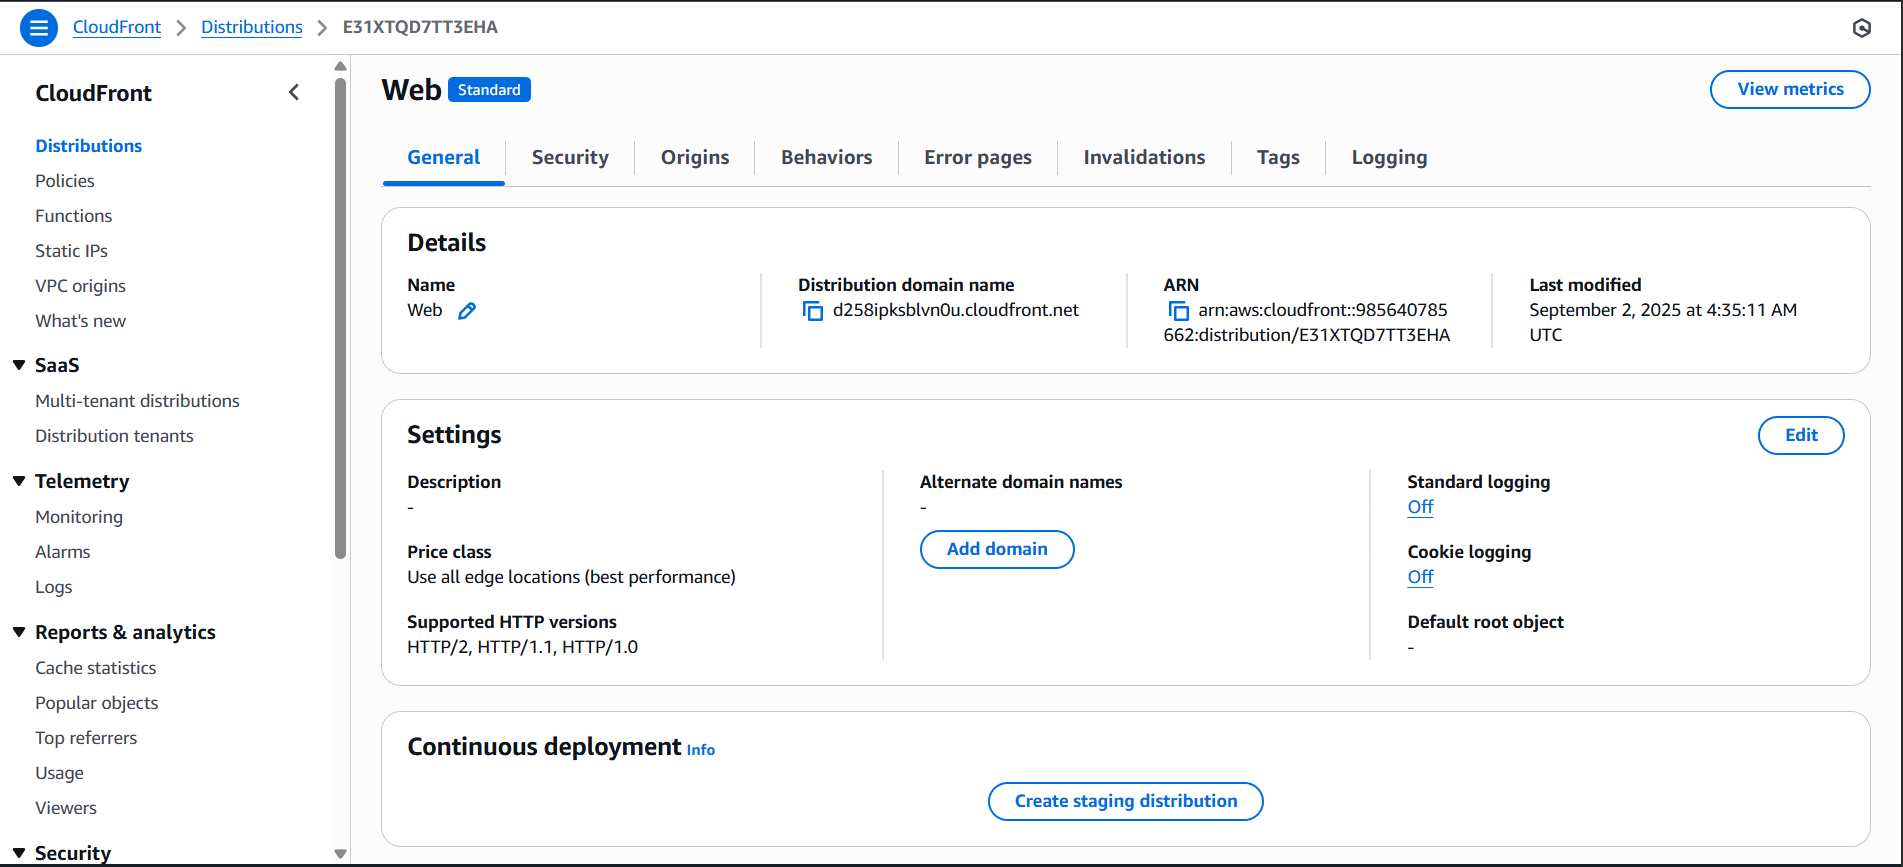 CloudFront > Distributions > E31XTQD7TT3EHA
CloudFront
Distributions
Policies
Functions
Static IPs
VPC origins
What's new
SaaS
Multi-tenant distributions
Distribution tenants
Telemetry
Monitoring
Alarms
Logs
Reports & analytics
Cache statistics
Popular objects
Top referrers
Usage
Viewers
Security
Web Standard
View metrics
General Security Origins Behaviors Error pages Invalidations Tags Logging
Details
Name
Web
Distribution domain name
d258ipksblvn0u.cloudfront.net
ARN
arn:aws:cloudfront::985640785
662:distribution/E31XTQD7TT3EHA
Last modified
September 2, 2025 at 4:35:11 AM
UTC
Settings
Edit
Description
-
Price class
Use all edge locations (best performance)
Supported HTTP versions
HTTP/2, HTTP/1.1, HTTP/1.0
Alternate domain names
-
Add domain
Standard logging
Off
Cookie logging
Off
Default root object
-
Continuous deployment Info
Create staging distribution